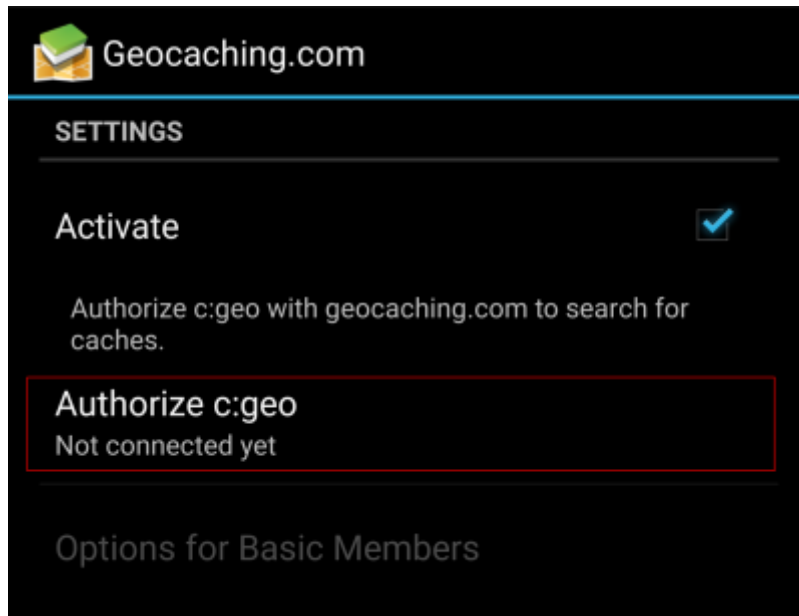 Geocaching.com
SETTINGS
Activate
Authorize c:geo with geocaching.com to search for
caches.
Authorize c:geo
Not connected yet
Options for Basic Members